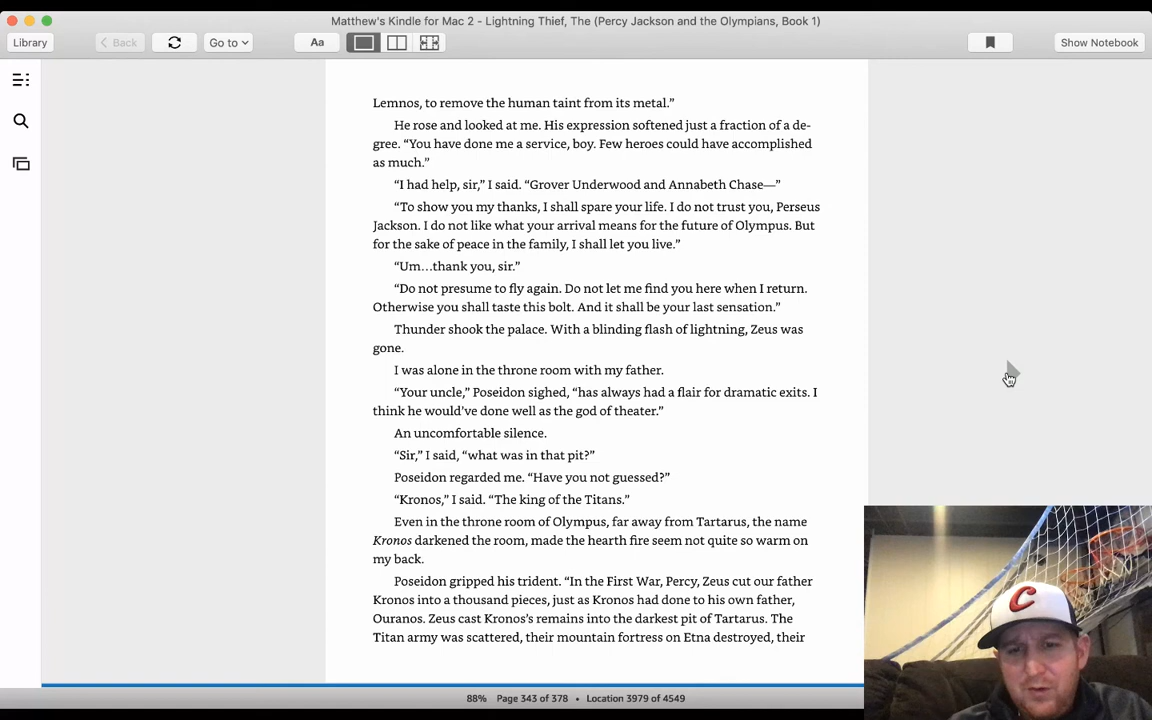 Matthew's Kindle for Mac 2 - Lightning Thief, The (Percy Jackson and the Olympians, Book 1)
Library
Back
Go to
Aa
Show Notebook
Lemnos, to remove the human taint from its metal.”
He rose and looked at me. His expression softened just a fraction of a de-
gree. “You have done me a service, boy. Few heroes could have accomplished
as much.”
“I had help, sir,” I said. “Grover Underwood and Annabeth Chase—”
“To show you my thanks, I shall spare your life. I do not trust you, Perseus
Jackson. I do not like what your arrival means for the future of Olympus. But
for the sake of peace in the family, I shall let you live.”
“Um…thank you, sir.”
“Do not presume to fly again. Do not let me find you here when I return.
Otherwise you shall taste this bolt. And it shall be your last sensation.”
Thunder shook the palace. With a blinding flash of lightning, Zeus was
gone.
I was alone in the throne room with my father.
“Your uncle,” Poseidon sighed, “has always had a flair for dramatic exits. I
think he would’ve done well as the god of theater.”
An uncomfortable silence.
“Sir,” I said, “what was in that pit?”
Poseidon regarded me. “Have you not guessed?”
“Kronos,” I said. “The king of the Titans.”
Even in the throne room of Olympus, far away from Tartarus, the name
Kronos darkened the room, made the hearth fire seem not quite so warm on
my back.
Poseidon gripped his trident. “In the First War, Percy, Zeus cut our father
Kronos into a thousand pieces, just as Kronos had done to his own father,
Ouranos. Zeus cast Kronos’s remains into the darkest pit of Tartarus. The
Titan army was scattered, their mountain fortress on Etna destroyed, their
88% Page 343 of 378 • Location 3979 of 4549
C